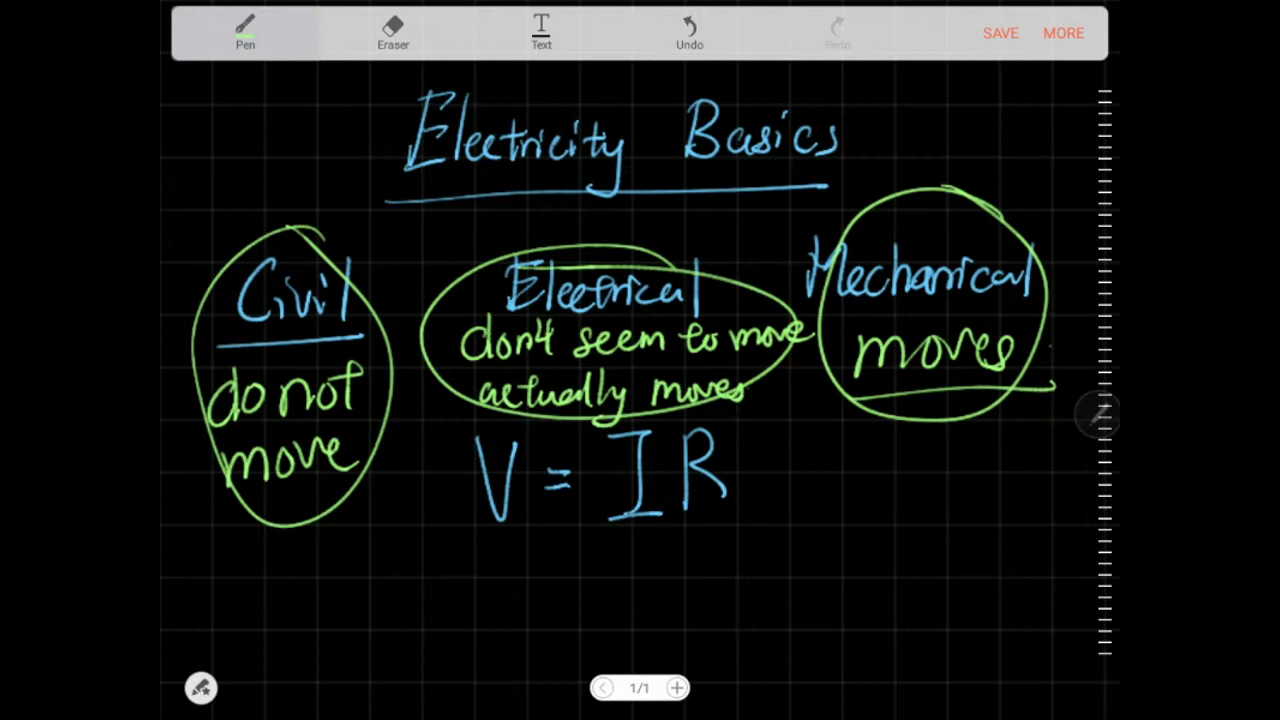 Pen Eraser Text Undo Redo SAVE MORE
Electricity Basics
Civil
do not
move
Electrical
don't seem to move
actually moves
Mechanical
moves
V = IR
1/1